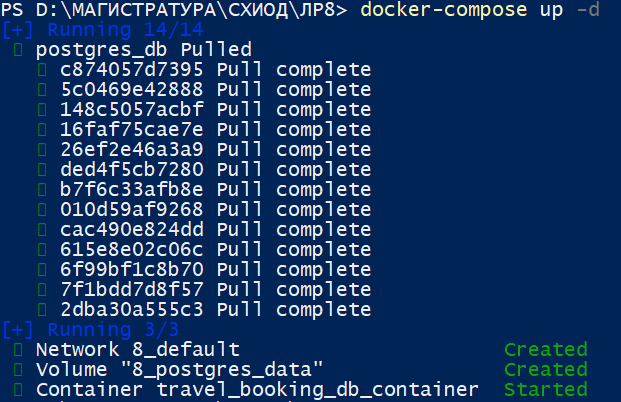 PS D:\МАГИСТРАТУРА\СХИОД\ЛР8> docker-compose up -d
[+] Running 14/14
postgres_db Pulled
c874057d7395 Pull complete
5c0469e42888 Pull complete
148c5057acbf Pull complete
16faf75cae7e Pull complete
26ef2e46a3a9 Pull complete
ded4f5cb7280 Pull complete
b7f6c33afb8e Pull complete
010d59af9268 Pull complete
cac490e824dd Pull complete
615e8e02c06c Pull complete
6f99bf1c8b70 Pull complete
7f1bdd7d8f57 Pull complete
2dba30a555c3 Pull complete
[+] Running 3/3
Network 8_default Created
Volume "8_postgres_data" Created
Container travel_booking_db_container Started